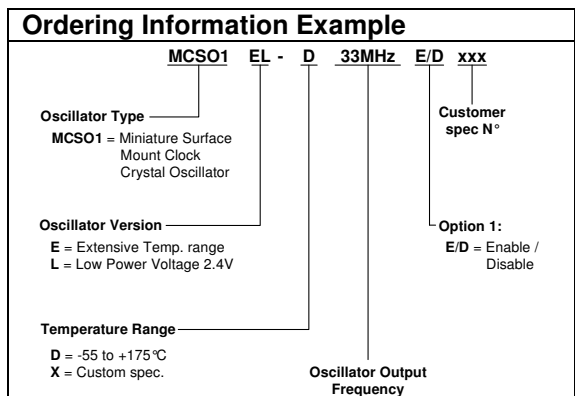 Ordering Information Example
MCSO1 EL - D 33MHz E/D xxx
Oscillator Type
MCSO1 = Miniature Surface
Mount Clock
Crystal Oscillator
Customer
spec N°
Oscillator Version
E = Extensive Temp. range
L = Low Power Voltage 2.4V
Option 1:
E/D = Enable /
Disable
Temperature Range
D = -55 to +175°C
X = Custom spec.
Oscillator Output
Frequency